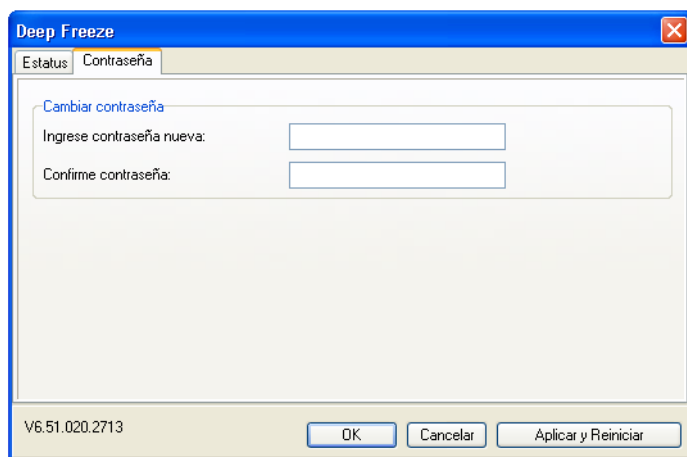 Deep Freeze
Estatus Contraseña
Cambiar contraseña
Ingrese contraseña nueva:
Confirme contraseña:
V6.51.020.2713 OK Cancelar Aplicar y Reiniciar